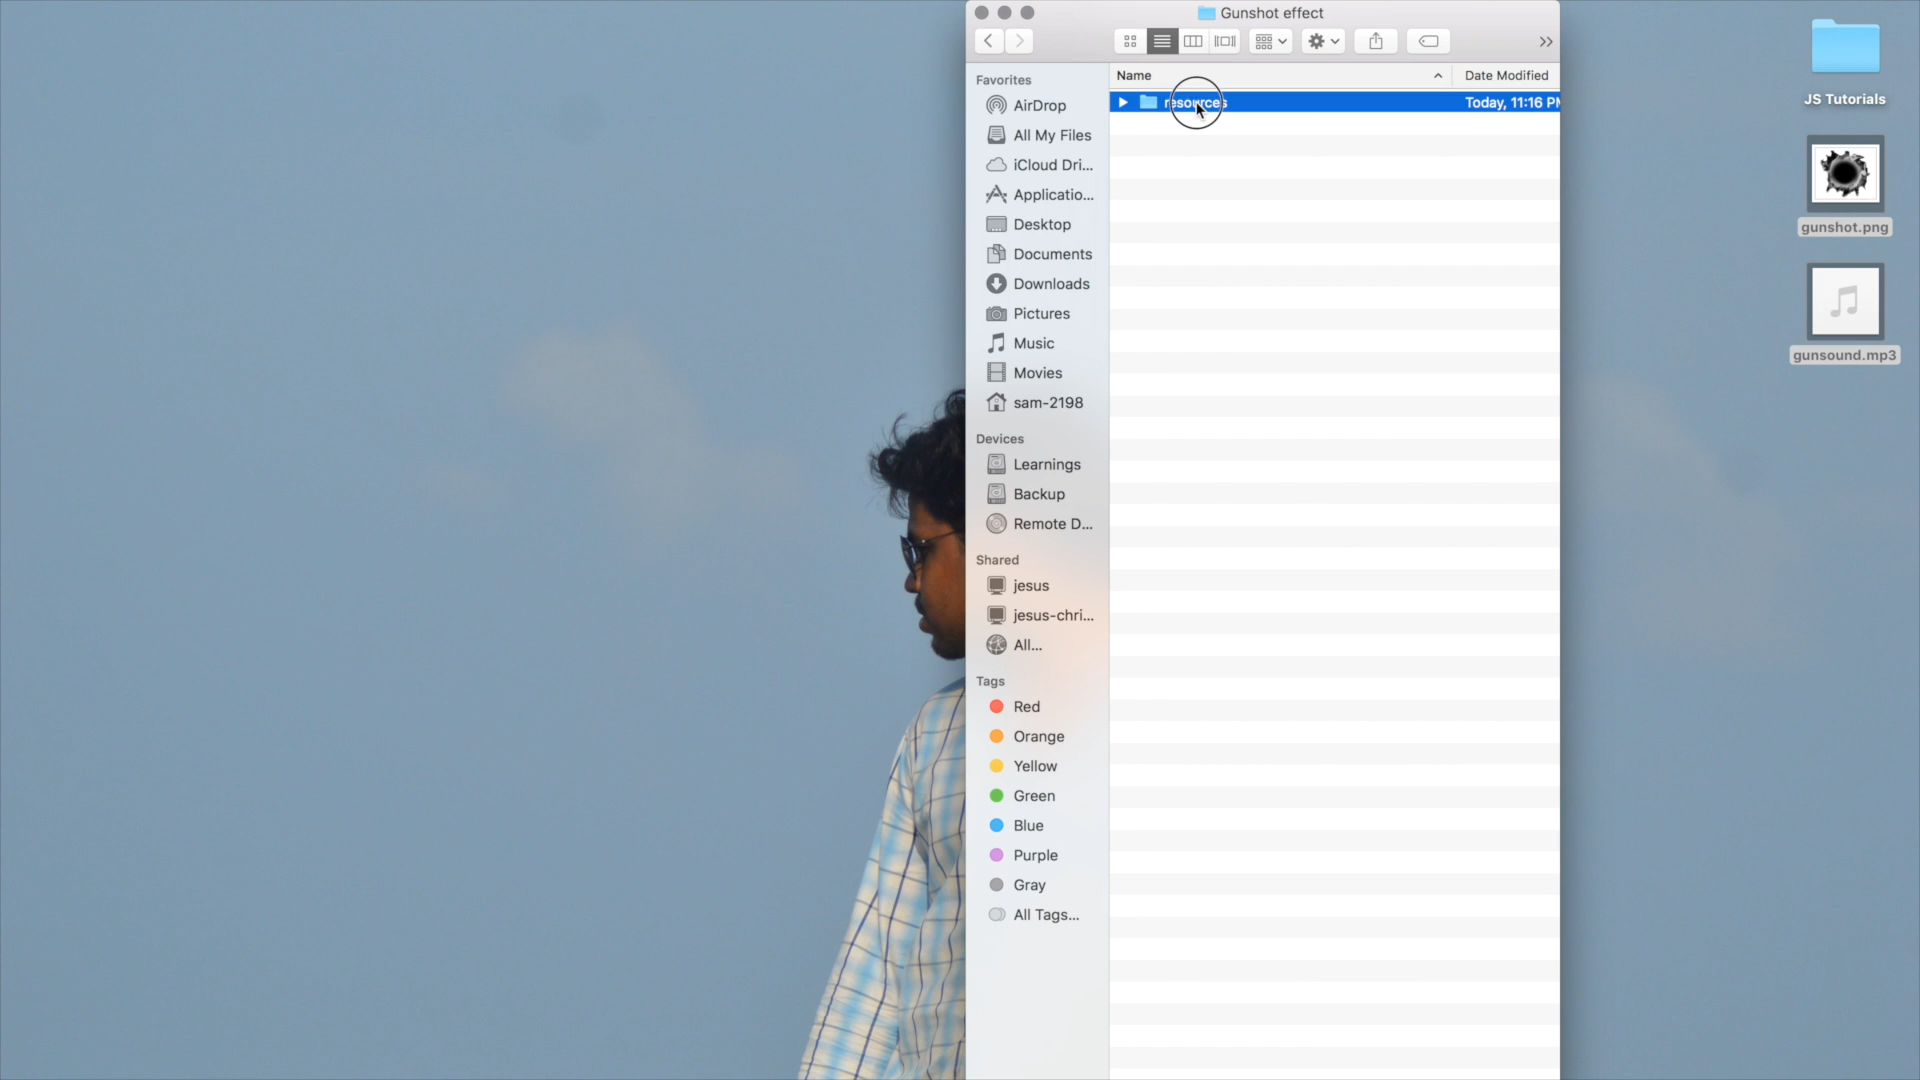 Gunshot effect
Name
Date Modified
resources
Today, 11:16 PM
Favorites
AirDrop
All My Files
iCloud Dri...
Applicatio...
Desktop
Documents
Downloads
Pictures
Music
Movies
sam-2198
Devices
Learnings
Backup
Remote D...
Shared
jesus
jesus-chri...
All...
Tags
Red
Orange
Yellow
Green
Blue
Purple
Gray
All Tags...
JS Tutorials
gunshot.png
gunsound.mp3